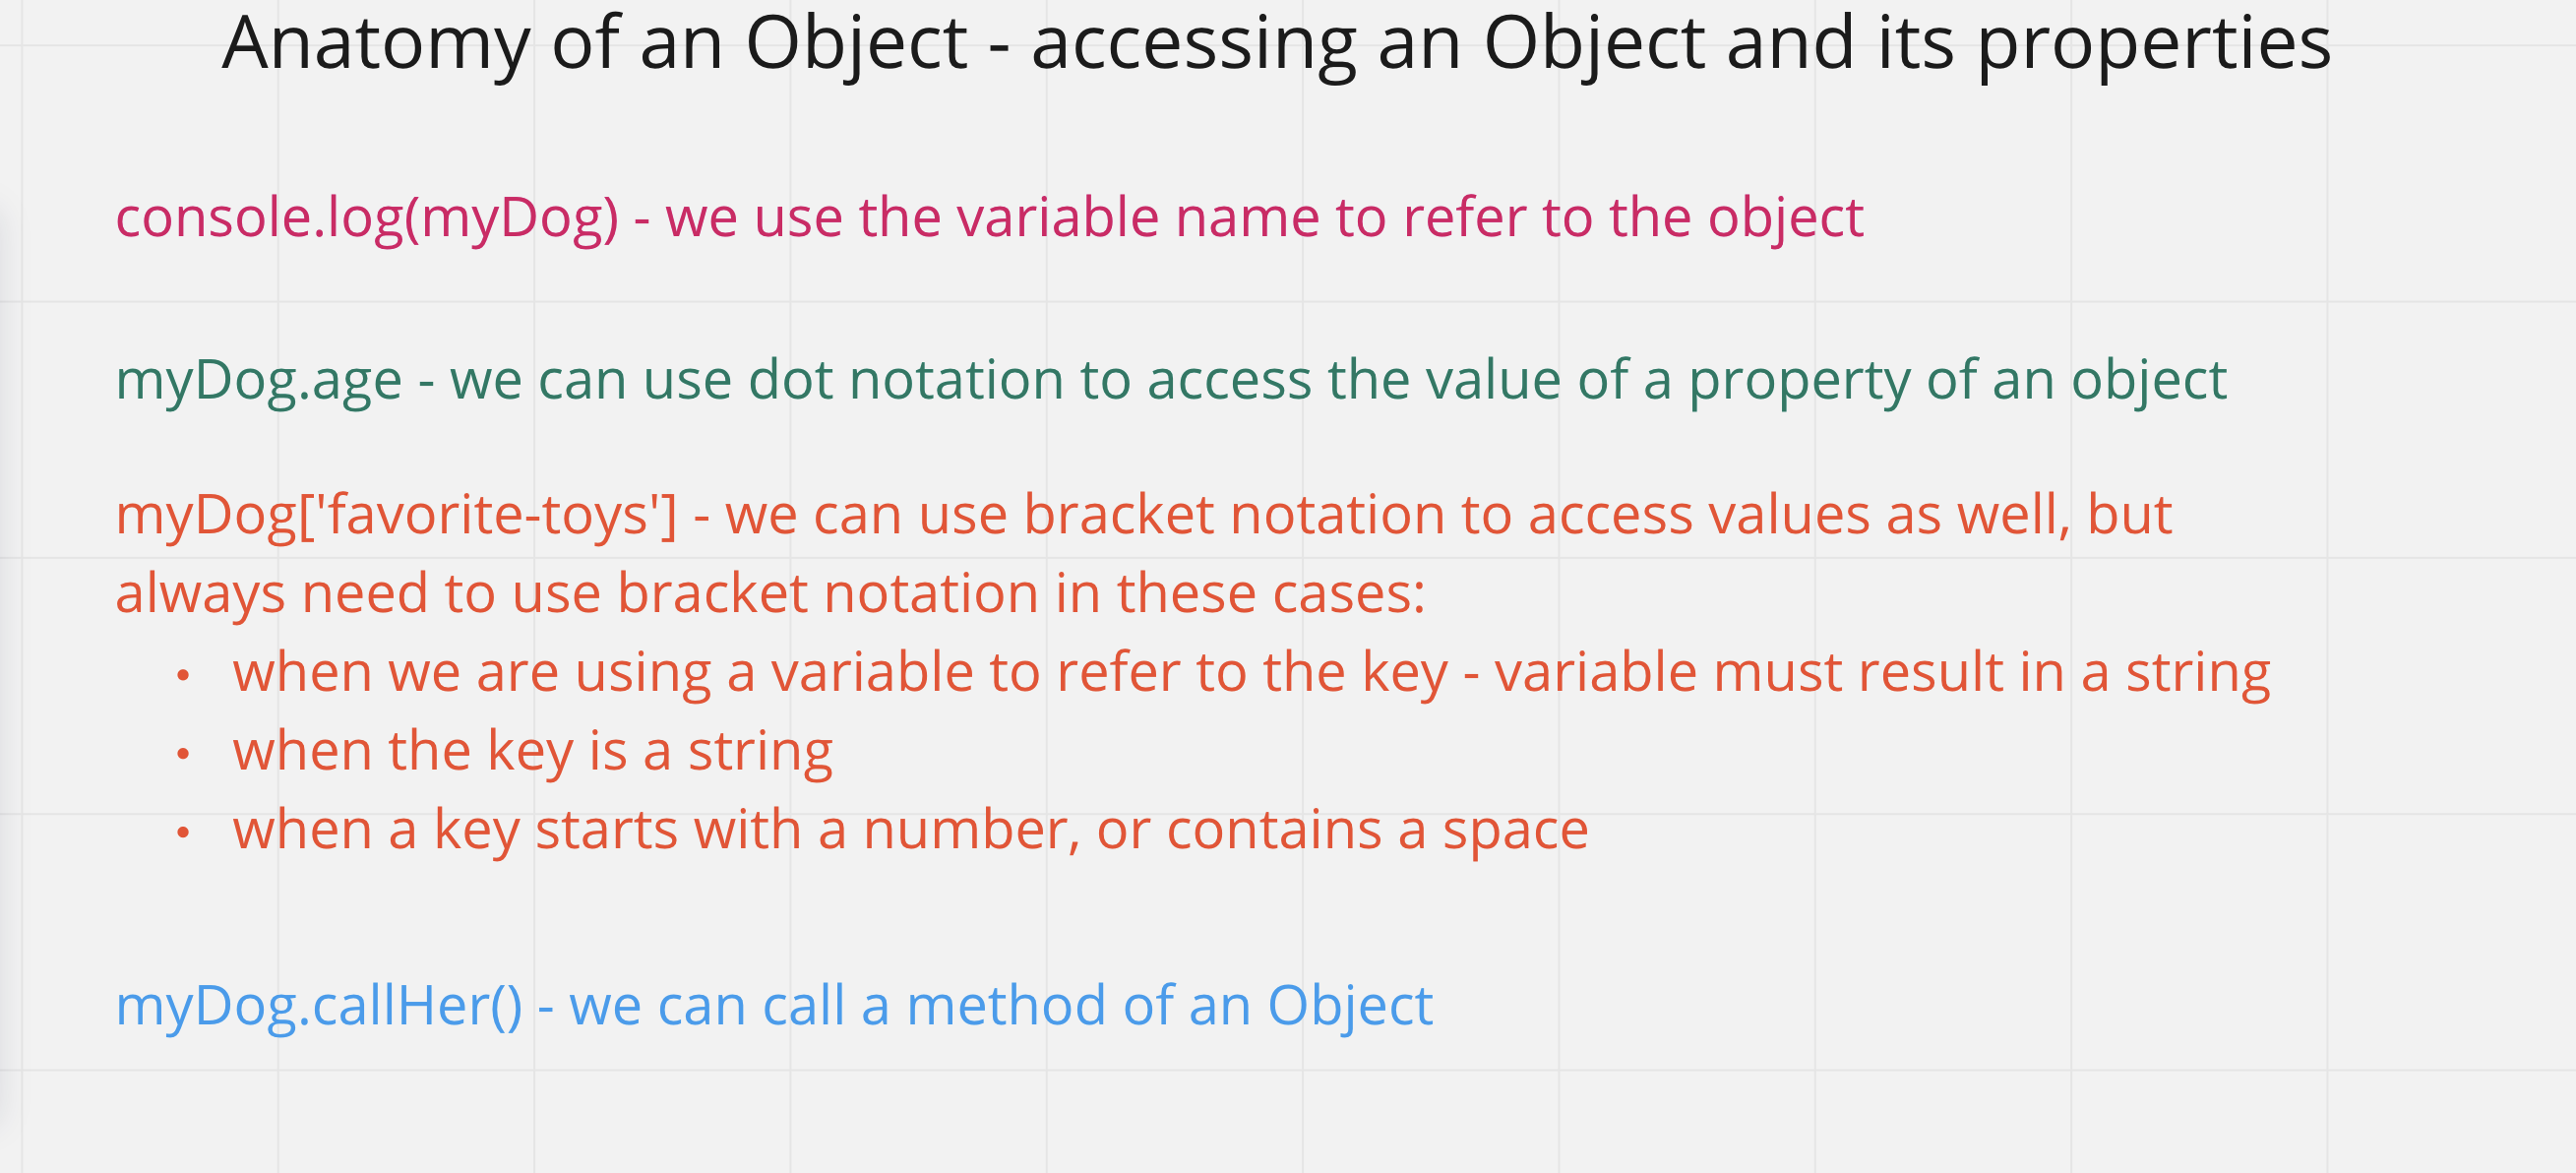 Anatomy of an Object - accessing an Object and its properties
console.log(myDog) - we use the variable name to refer to the object
myDog.age - we can use dot notation to access the value of a property of an object
myDog['favorite-toys'] - we can use bracket notation to access values as well, but
always need to use bracket notation in these cases:
• when we are using a variable to refer to the key - variable must result in a string
• when the key is a string
• when a key starts with a number, or contains a space
myDog.callHer() - we can call a method of an Object